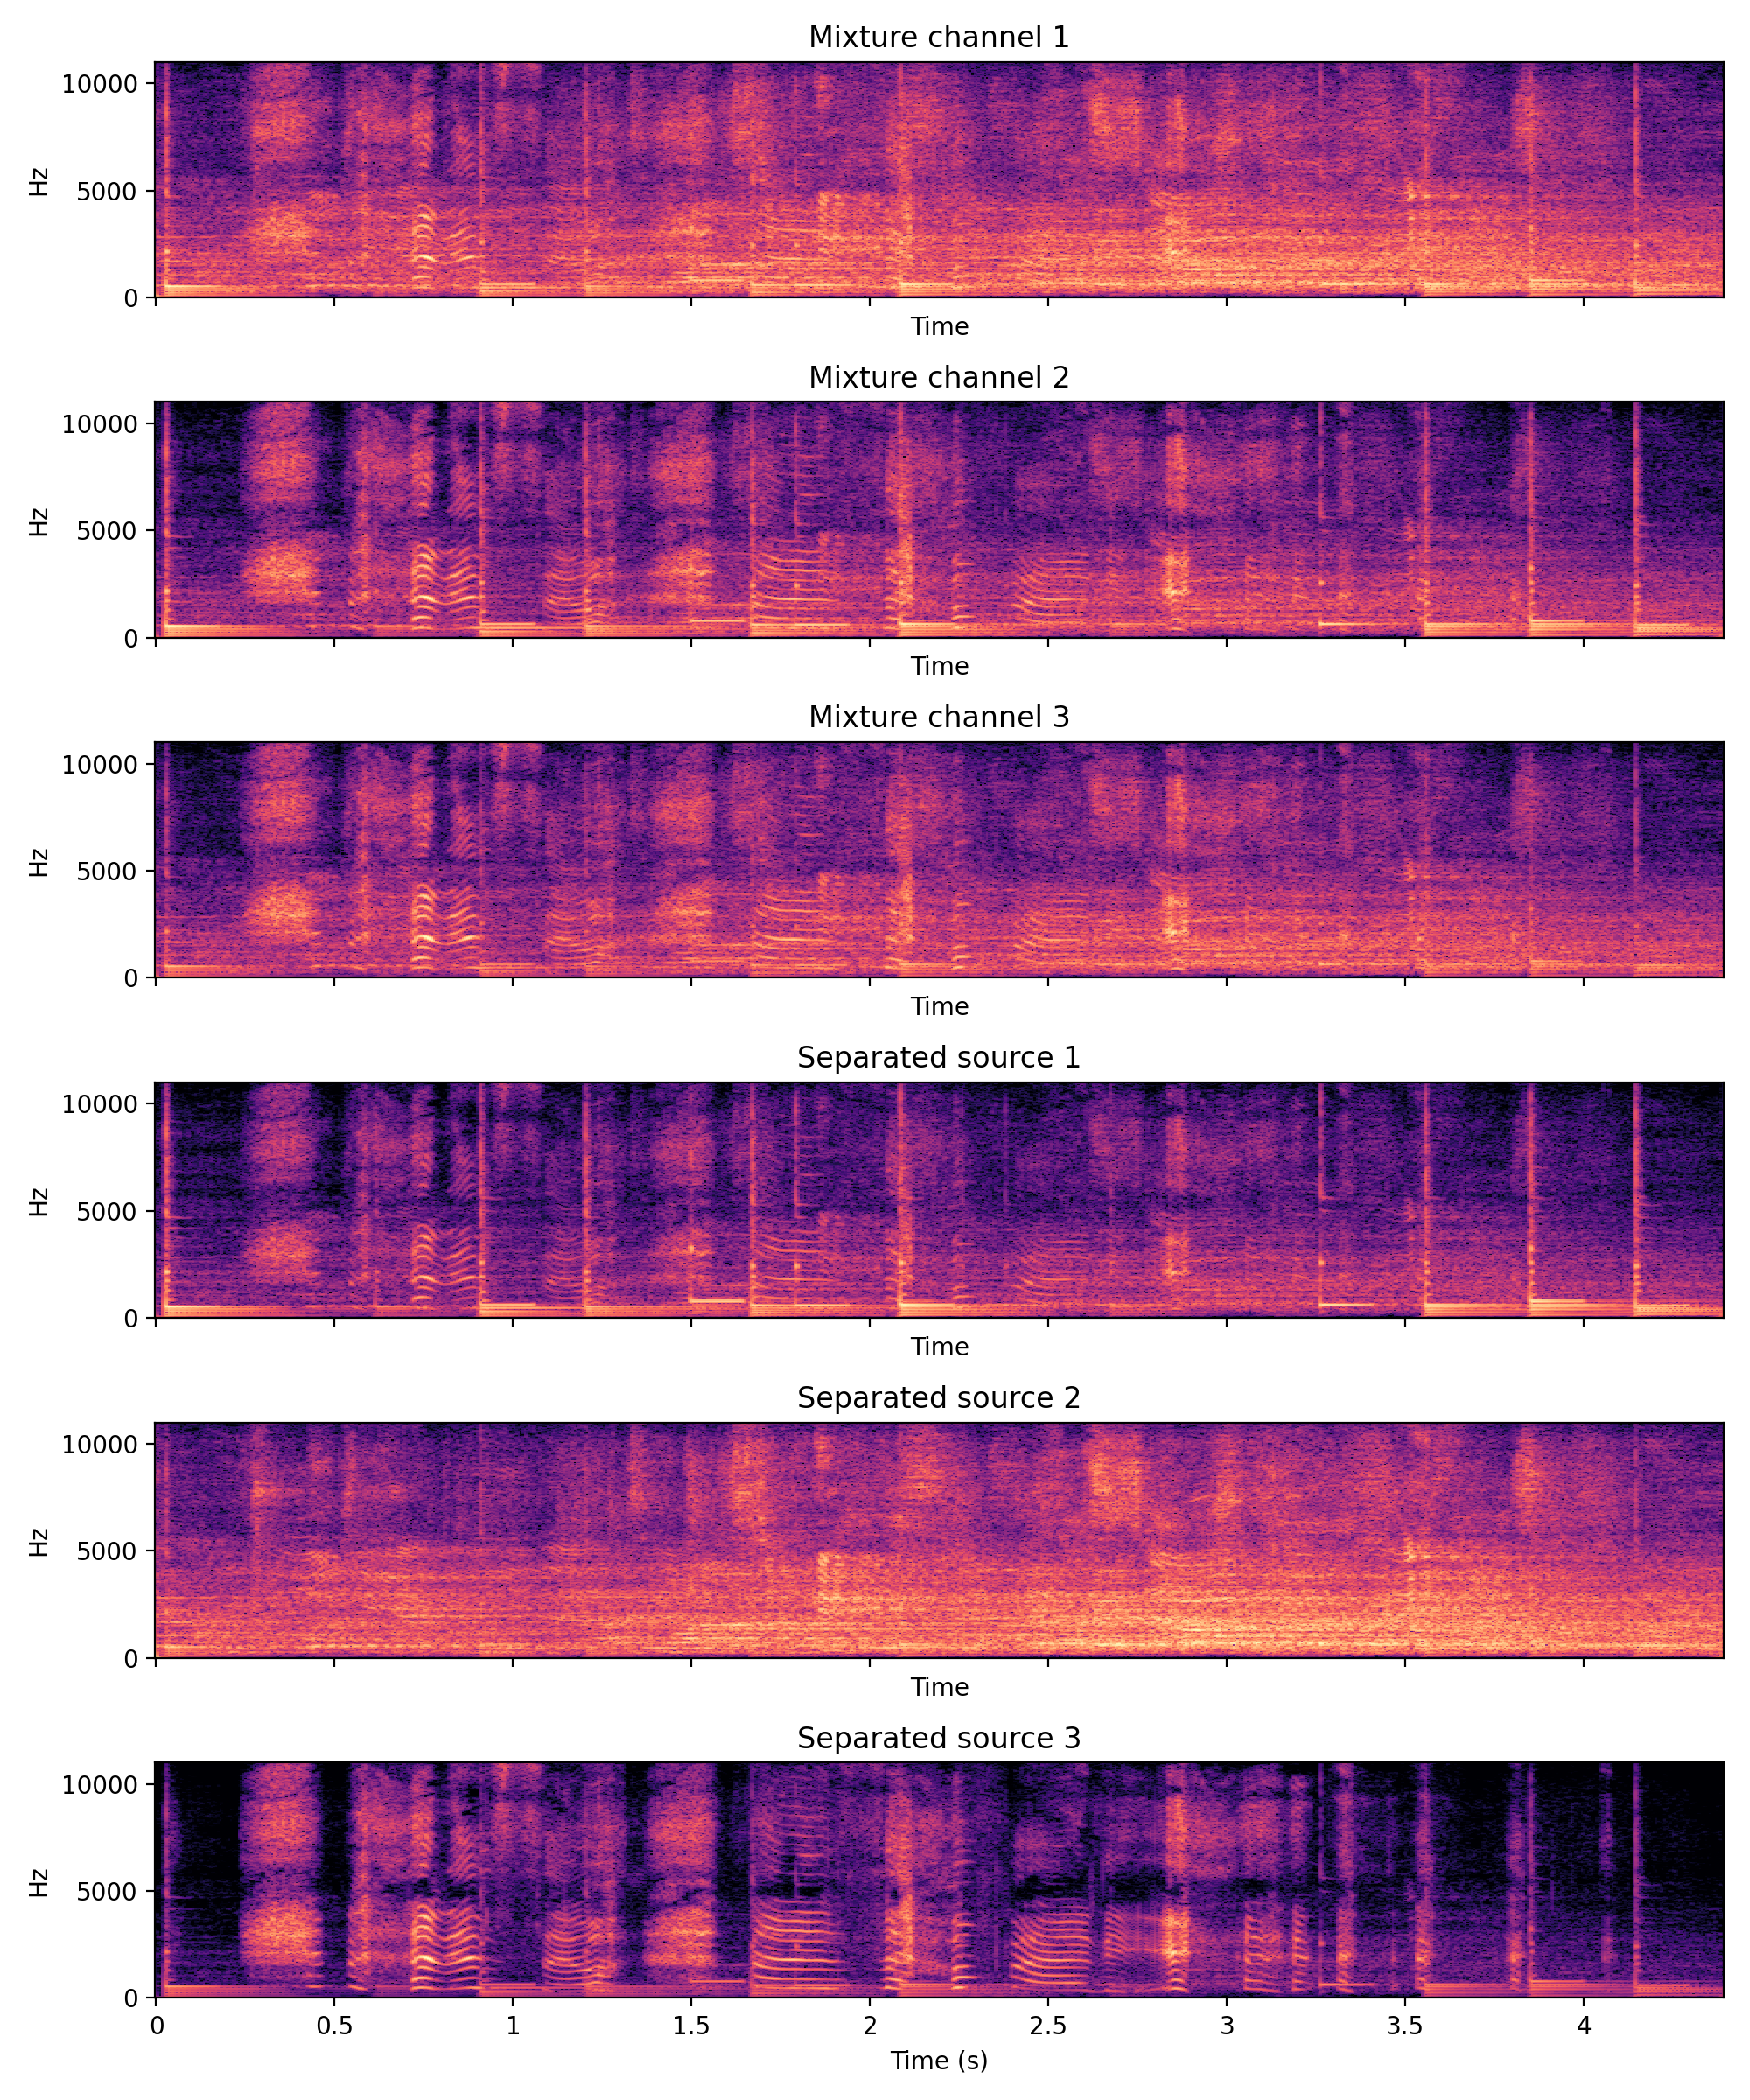 Mixture channel 1
10000
5000
0
Hz
Time
Mixture channel 2
10000
5000
0
Hz
Time
Mixture channel 3
10000
5000
0
Hz
Time
Separated source 1
10000
5000
0
Hz
Time
Separated source 2
10000
5000
0
Hz
Time
Separated source 3
10000
5000
0
Hz
0 0.5 1 1.5 2 2.5 3 3.5 4
Time (s)